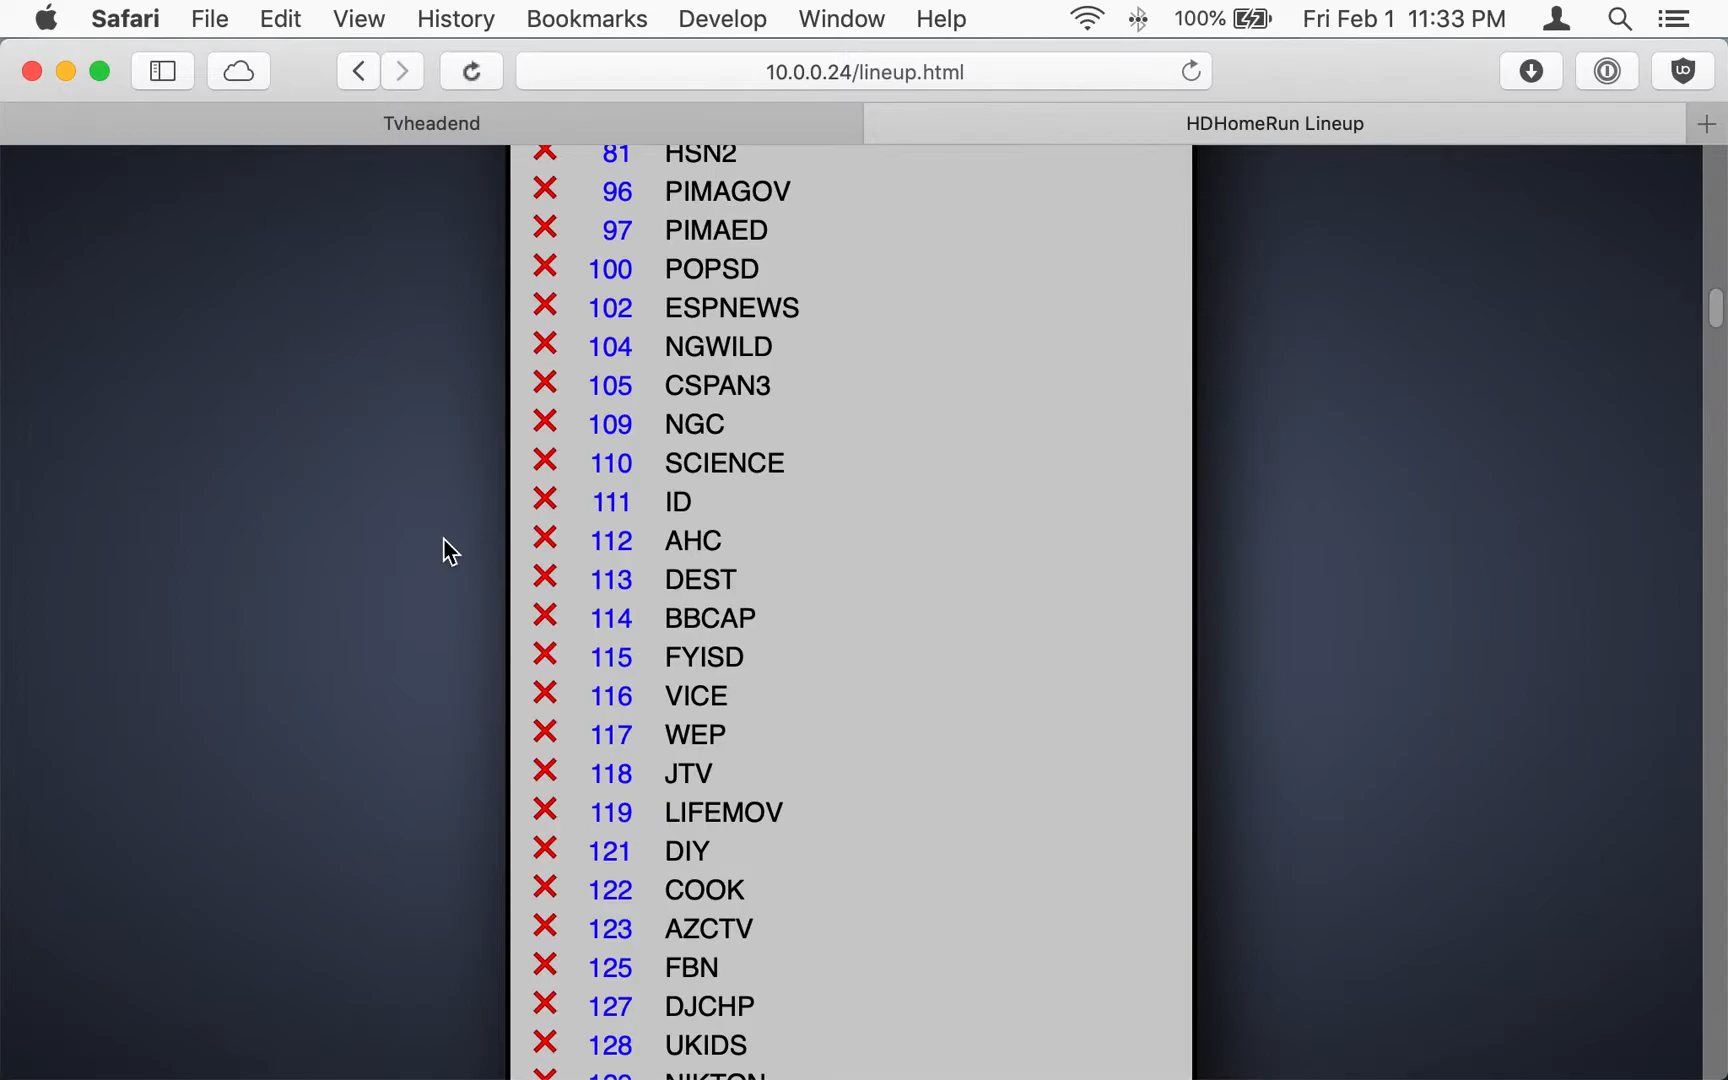 Safari File Edit View History Bookmarks Develop Window Help 100% Fri Feb 1 11:33 PM
10.0.0.24/lineup.html
Tvheadend HDHomeRun Lineup
81 HSN2
96 PIMAGOV
97 PIMAED
100 POPSD
102 ESPNEWS
104 NGWILD
105 CSPAN3
109 NGC
110 SCIENCE
111 ID
112 AHC
113 DEST
114 BBCAP
115 FYISD
116 VICE
117 WEP
118 JTV
119 LIFEMOV
121 DIY
122 COOK
123 AZCTV
125 FBN
127 DJCHP
128 UKIDS